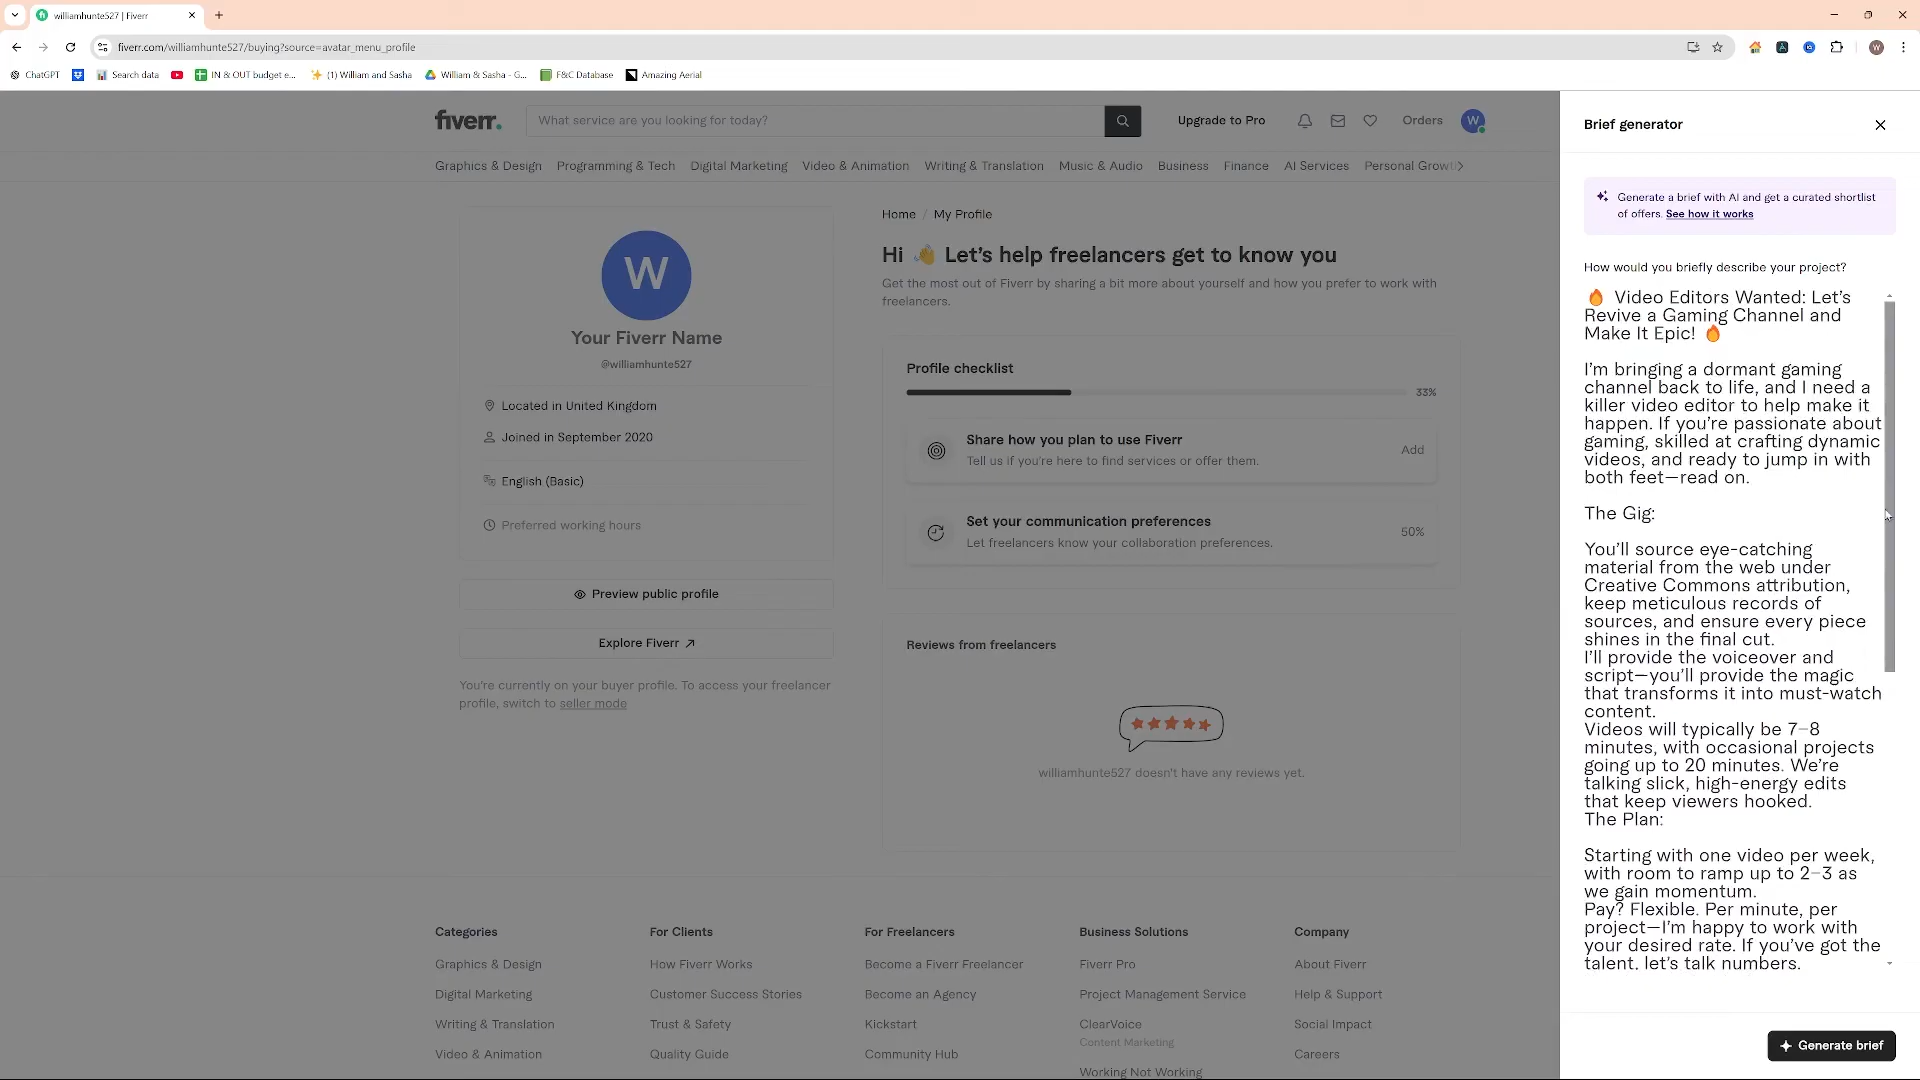 williamhunte527 | Fiverr
fiverr.com/williamhunte527/buying?source=avatar_menu_profile
W
ChatGPT
Search data
IN & OUT budget e...
(1) William and Sasha
William & Sasha - G...
F&C Database
Amazing Aerial
fiverr.
What service are you looking for today?
Upgrade to Pro
Orders
W
Graphics & Design
Programming & Tech
Digital Marketing
Video & Animation
Writing & Translation
Music & Audio
Business
Finance
AI Services
Personal Growth
W
Your Fiverr Name
@williamhunte527
Located in United Kingdom
Joined in September 2020
English (Basic)
Preferred working hours
Preview public profile
Explore Fiverr
You're currently on your buyer profile. To access your freelancer
profile, switch to seller mode
Home / My Profile
Hi 👋 Let's help freelancers get to know you
Get the most out of Fiverr by sharing a bit more about yourself and how you prefer to work with
freelancers.
Profile checklist
33%
Share how you plan to use Fiverr
Tell us if you're here to find services or offer them.
Add
Set your communication preferences
Let freelancers know your collaboration preferences.
50%
Reviews from freelancers
williamhunte527 doesn't have any reviews yet.
Categories
Graphics & Design
Digital Marketing
Writing & Translation
Video & Animation
For Clients
How Fiverr Works
Customer Success Stories
Trust & Safety
Quality Guide
For Freelancers
Become a Fiverr Freelancer
Become an Agency
Kickstart
Community Hub
Business Solutions
Fiverr Pro
Project Management Service
ClearVoice
Content Marketing
Working Not Working
Company
About Fiverr
Help & Support
Social Impact
Careers
Brief generator
Generate a brief with AI and get a curated shortlist
of offers. See how it works
How would you briefly describe your project?
🔥 Video Editors Wanted: Let's
Revive a Gaming Channel and
Make It Epic! 🔥
I'm bringing a dormant gaming
channel back to life, and I need a
killer video editor to help make it
happen. If you're passionate about
gaming, skilled at crafting dynamic
videos, and ready to jump in with
both feet—read on.
The Gig:
You'll source eye-catching
material from the web under
Creative Commons attribution,
keep meticulous records of
sources, and ensure every piece
shines in the final cut.
I'll provide the voiceover and
script—you'll provide the magic
that transforms it into must-watch
content.
Videos will typically be 7–8
minutes, with occasional projects
going up to 20 minutes. We're
talking slick, high-energy edits
that keep viewers hooked.
The Plan:
Starting with one video per week,
with room to ramp up to 2–3 as
we gain momentum.
Pay? Flexible. Per minute, per
project—I'm happy to work with
your desired rate. If you've got the
talent, let's talk numbers.
Generate brief